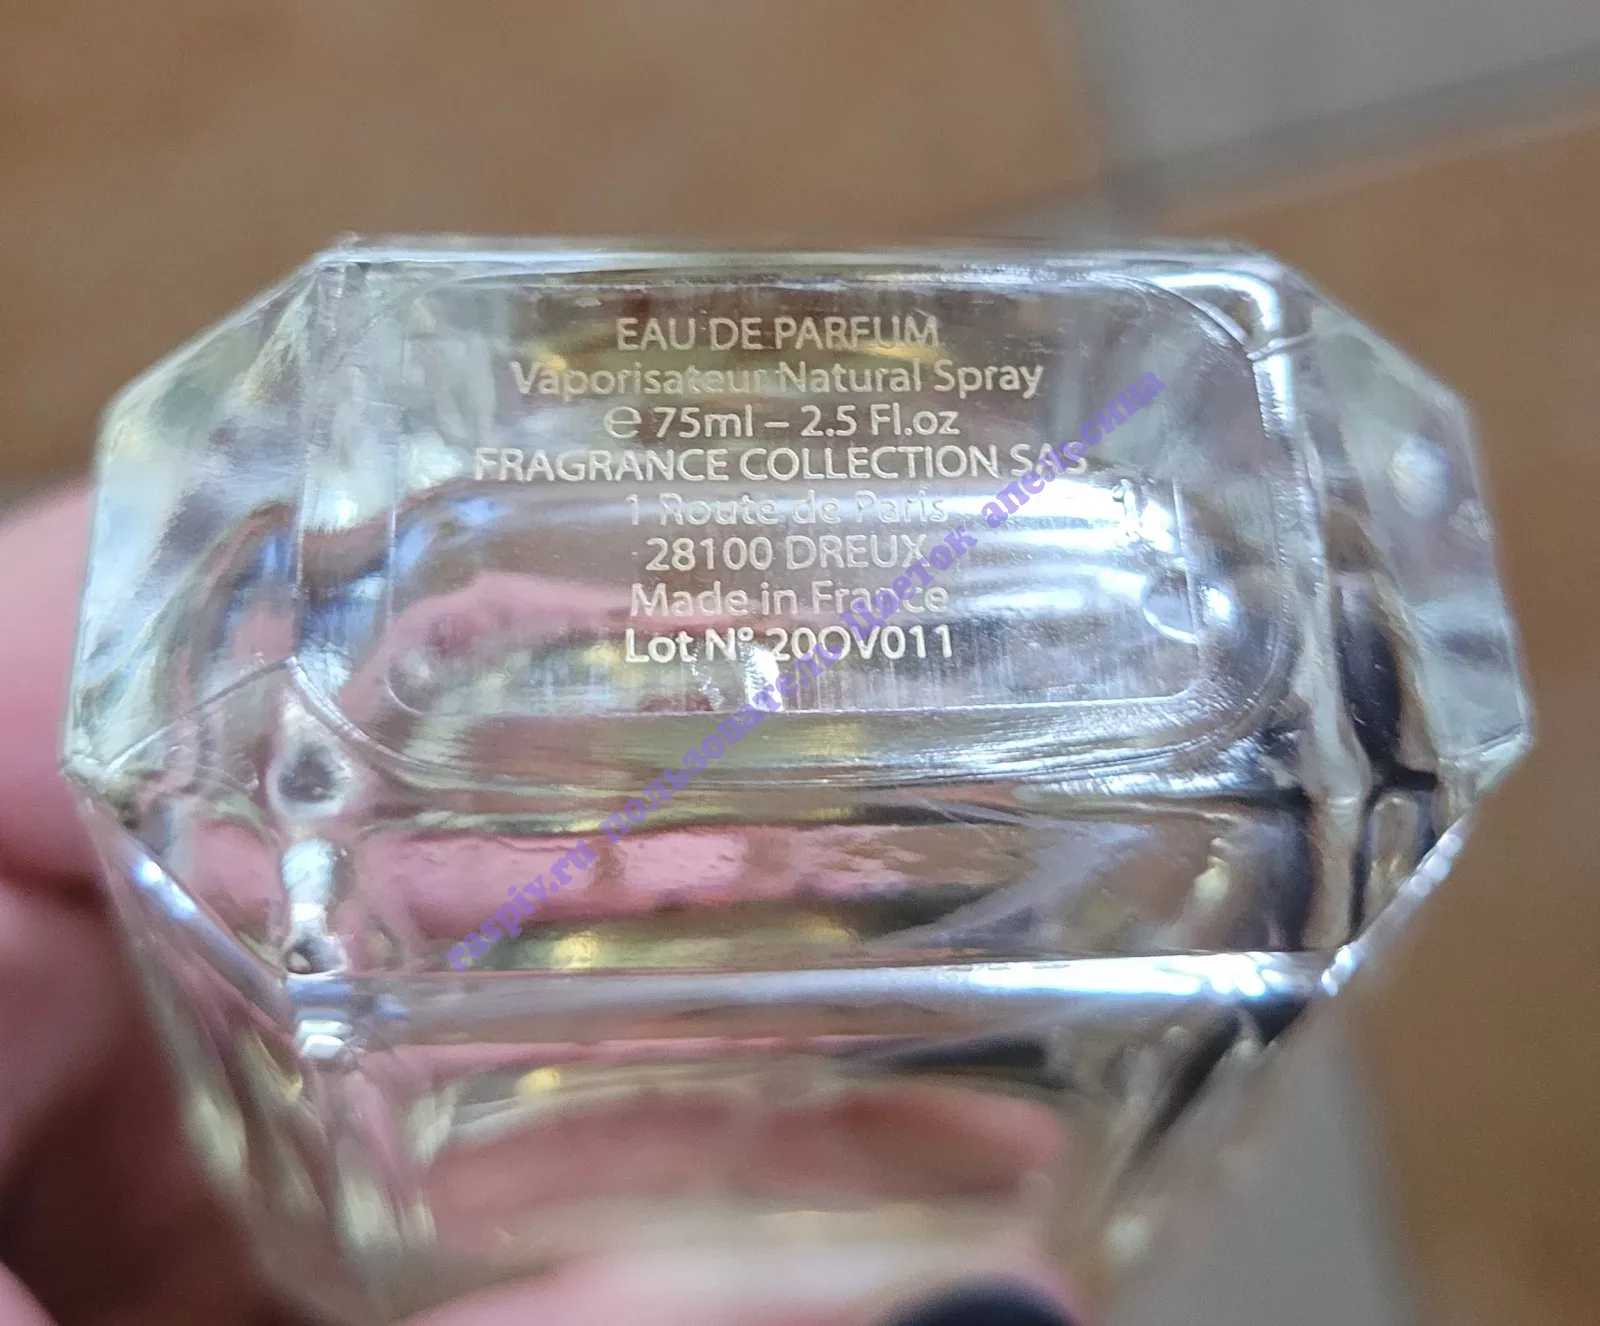 EAU DE PARFUM
Vaporisateur Natural Spray
℮ 75ml – 2.5 Fl.oz
FRAGRANCE COLLECTION SAS
1 Route de Paris
28100 DREUX
Made in France
Lot N° 20OV011
caspiv.ru пользователь Цветок апельсина